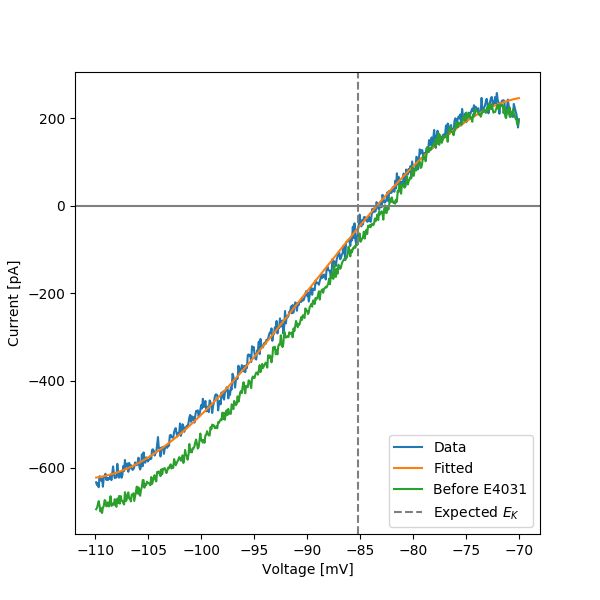 200
0
−200
−400
−600
Current [pA]
Data
Fitted
Before E4031
Expected E_K
−110 −105 −100 −95 −90 −85 −80 −75 −70
Voltage [mV]